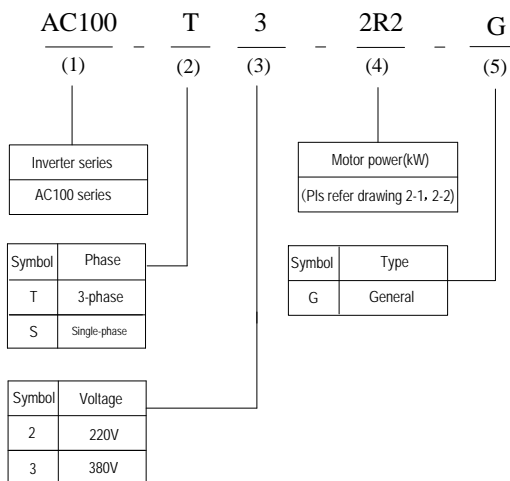 AC100 - T 3 - 2R2 - G
(1) (2) (3) (4) (5)
Inverter series
AC100 series
Motor power(kW)
(Pls refer drawing 2-1, 2-2)
Symbol Phase
T 3-phase
S Single-phase
Symbol Type
G General
Symbol Voltage
2 220V
3 380V